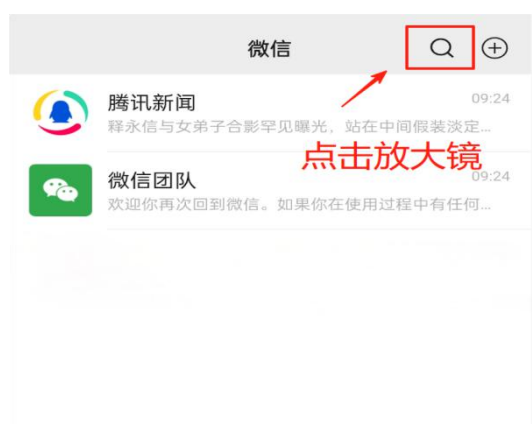 微信
腾讯新闻
09:24
释永信与女弟子合影罕见曝光，站在中间假装淡定...
点击放大镜
微信团队
09:24
欢迎你再次回到微信。如果你在使用过程中有任何...